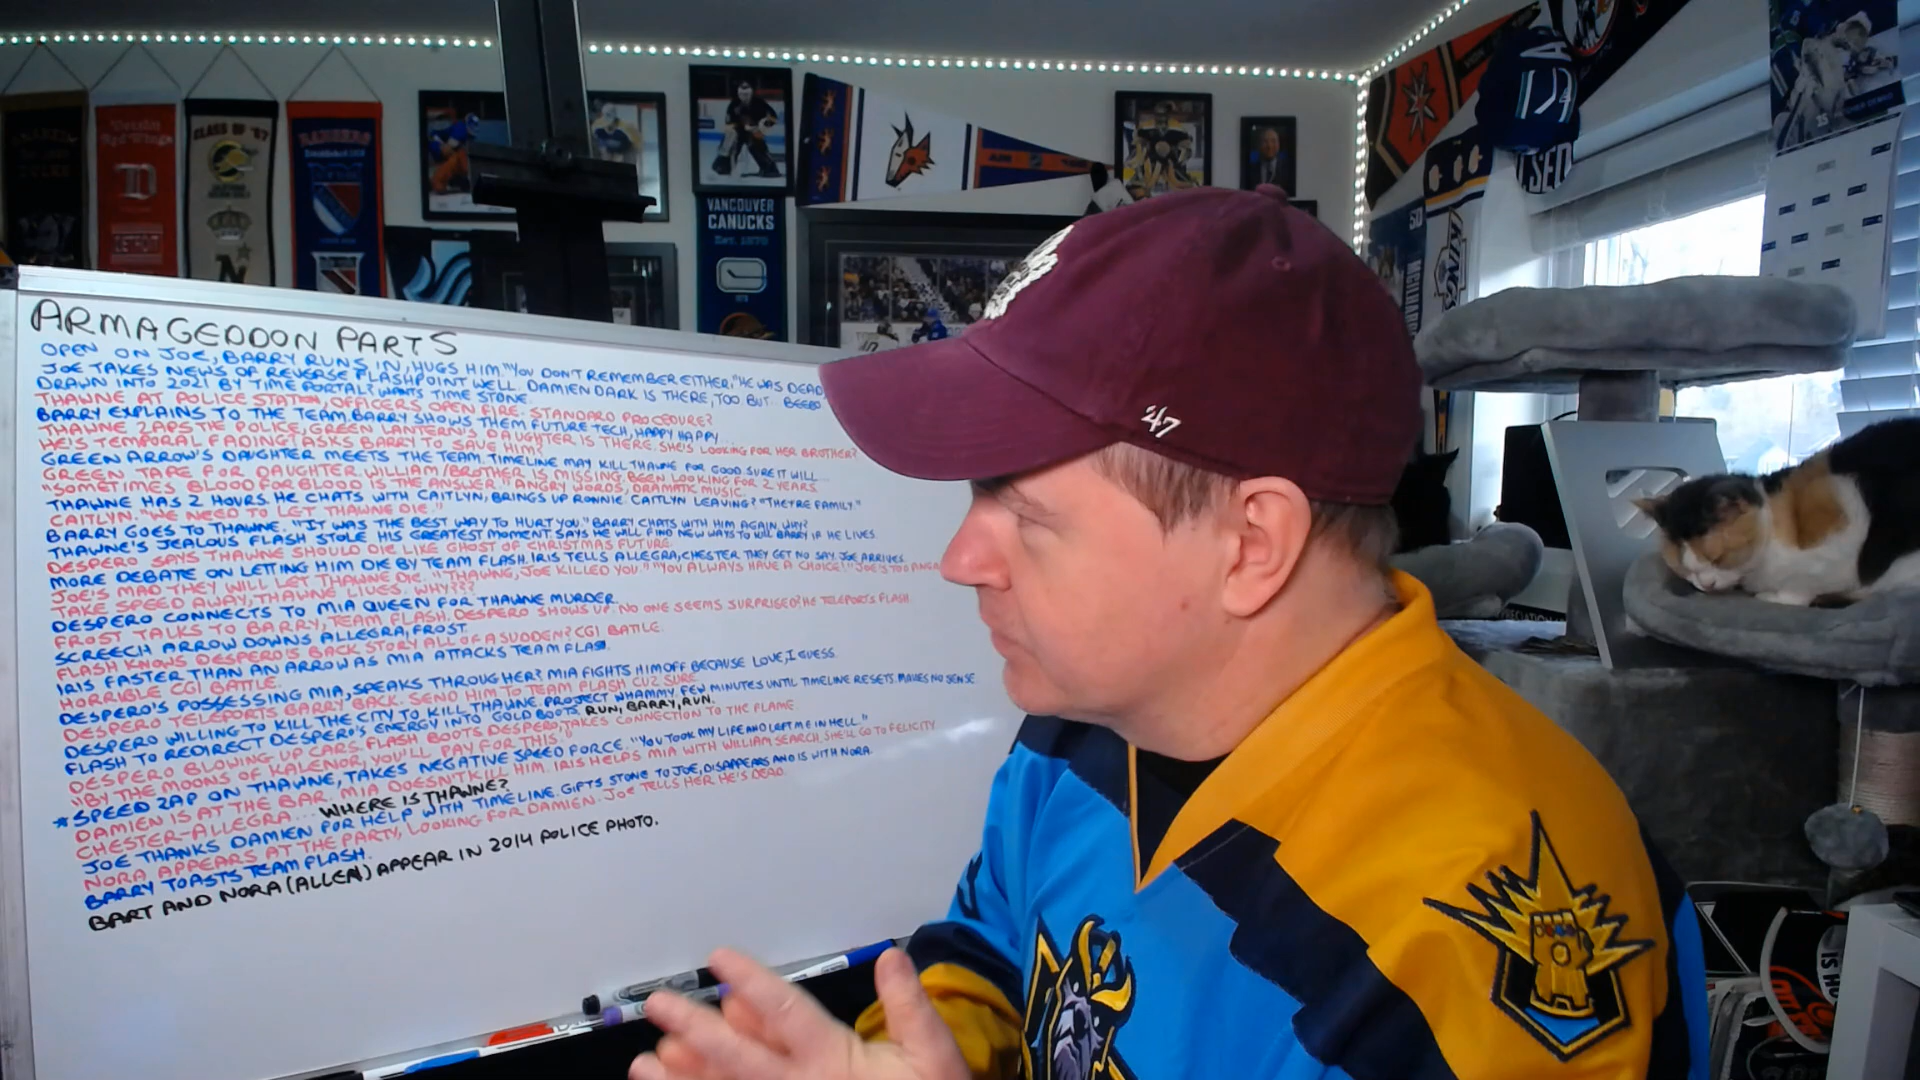 ARMAGEDDON PARTS
OPEN ON JOE, BARRY RUNS IN, HUGS HIM. "YOU DON'T REMEMBER EITHER." HE WAS DEAD
JOE TAKES NEWS OF REVERSE FLASHPOINT WELL. DAMIEN DARK IS THERE, TOO BUT.. BEEBO
DRAWN INTO 2021 BY TIME PORTAL? WANTS TIME STONE.
THAWNE AT POLICE STATION, OFFICERS OPEN FIRE. STANDARD PROCEDURE?
BARRY EXPLAINS TO THE TEAM. BARRY SHOWS THEM FUTURE TECH, HAPPY HAPPY...
THAWNE ZAPS THE POLICE, GREEN LANTERN'S DAUGHTER IS THERE. SHE'S LOOKING FOR HER BROTHER?
HE'S TEMPORAL FADING? ASKS BARRY TO SAVE HIM?
GREEN ARROW'S DAUGHTER MEETS THE TEAM. TIMELINE MAY KILL THAWNE FOR GOOD. SURE IT WILL...
GREEN TAPE FOR DAUGHTER. WILLIAM/BROTHER IS MISSING. BEEN LOOKING FOR 2 YEARS.
"SOMETIMES BLOOD FOR BLOOD IS THE ANSWER." ANGRY WORDS, DRAMATIC MUSIC.
THAWNE HAS 2 HOURS. HE CHATS WITH CAITLYN, BRINGS UP RONNIE. CAITLYN LEAVING? "THEY'RE FAMILY"
CAITLYN. "WE NEED TO LET THAWNE DIE."
BARRY GOES TO THAWNE. "IT WAS THE BEST WAY TO HURT YOU." BARRY CHATS WITH HIM AGAIN. WHY?
THAWNE'S JEALOUS FLASH STOLE HIS GREATEST MOMENT. SAYS HE WILL FIND NEW WAYS TO KILL BARRY IF HE LIVES.
DESPERO SAYS THAWNE SHOULD DIE LIKE GHOST OF CHRISTMAS FUTURE.
MORE DEBATE ON LETTING HIM DIE BY TEAM FLASH. IRIS TELLS ALLEGRA, CHESTER THEY GET NO SAY. JOE ARRIVES.
JOE'S MAD THEY WILL LET THAWNE DIE. "THAWNE, JOE KILLED YOU." "YOU ALWAYS HAVE A CHOICE!" JOE'S TOO
TAKE SPEED AWAY, THAWNE LIVES. WHY???
DESPERO CONNECTS TO MIA QUEEN FOR THAWNE MURDER.
FROST TALKS TO BARRY, TEAM FLASH. DESPERO SHOWS UP. NO ONE SEEMS SURPRISED? HE TELEPORTS FLASH
SCREECH ARROW DOWNS ALLEGRA, FROST.
FLASH KNOWS DESPERO'S BACK STORY ALL OF A SUDDEN? CGI BATTLE.
IRIS FASTER THAN AN ARROW AS MIA ATTACKS TEAM FLASH.
HORRIBLE CGI BATTLE.
DESPERO'S POSSESSING MIA, SPEAKS THROUGH HER? MIA FIGHTS HIM OFF BECAUSE LOVE, I GUESS.
DESPERO TELEPORTS BARRY BACK. SEND HIM TO TEAM FLASH CUZ SURE.
DESPERO WILLING TO KILL THE CITY TO KILL THAWNE. PROJECT WHAMMY. FEW MINUTES UNTIL TIMELINE RESETS. MAKES NO SENSE
FLASH TO REDIRECT DESPERO'S ENERGY INTO GOLD BOOTS. RUN, BARRY, RUN.
DESPERO BLOWING UP CARS. FLASH BOOTS DESPERO, TAKES CONNECTION TO THE FLAME.
"BY THE MOONS OF KALENOR, YOU'LL PAY FOR THIS."
*SPEED ZAP ON THAWNE, TAKES NEGATIVE SPEED FORCE. "YOU TOOK MY LIFE AND LEFT ME IN HELL."
DAMIEN IS AT THE BAR. MIA DOESN'T KILL HIM. IRIS HELPS MIA WITH WILLIAM SEARCH. SHE'LL GO TO FELICITY
CHESTER-ALLEGRA... WHERE IS THAWNE?
JOE THANKS DAMIEN FOR HELP WITH TIMELINE. GIFTS STONE TO JOE, DISAPPEARS AND IS WITH NORA.
NORA APPEARS AT THE PARTY, LOOKING FOR DAMIEN. JOE TELLS HER HE'S DEAD.
BARRY TOASTS TEAM FLASH.
BART AND NORA (ALLEN) APPEAR IN 2014 POLICE PHOTO.
Detroit
Red Wings
DETROIT
CLASS OF '67
N
RANGERS
VANCOUVER
CANUCKS
Est. 1970
KINGS
'47